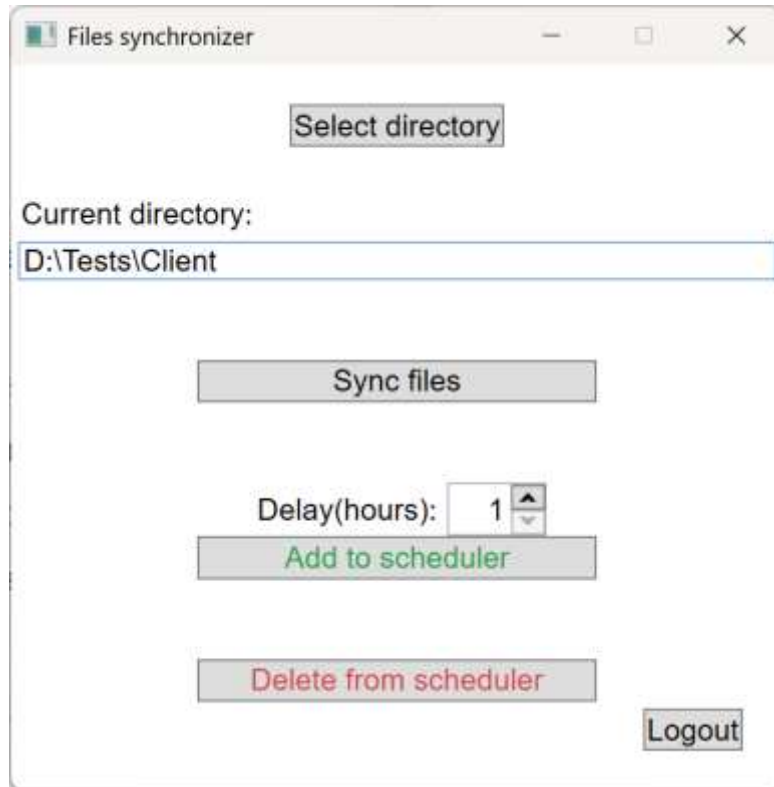 Files synchronizer
Select directory
Current directory:
D:\Tests\Client
Sync files
Delay(hours): 1
Add to scheduler
Delete from scheduler
Logout